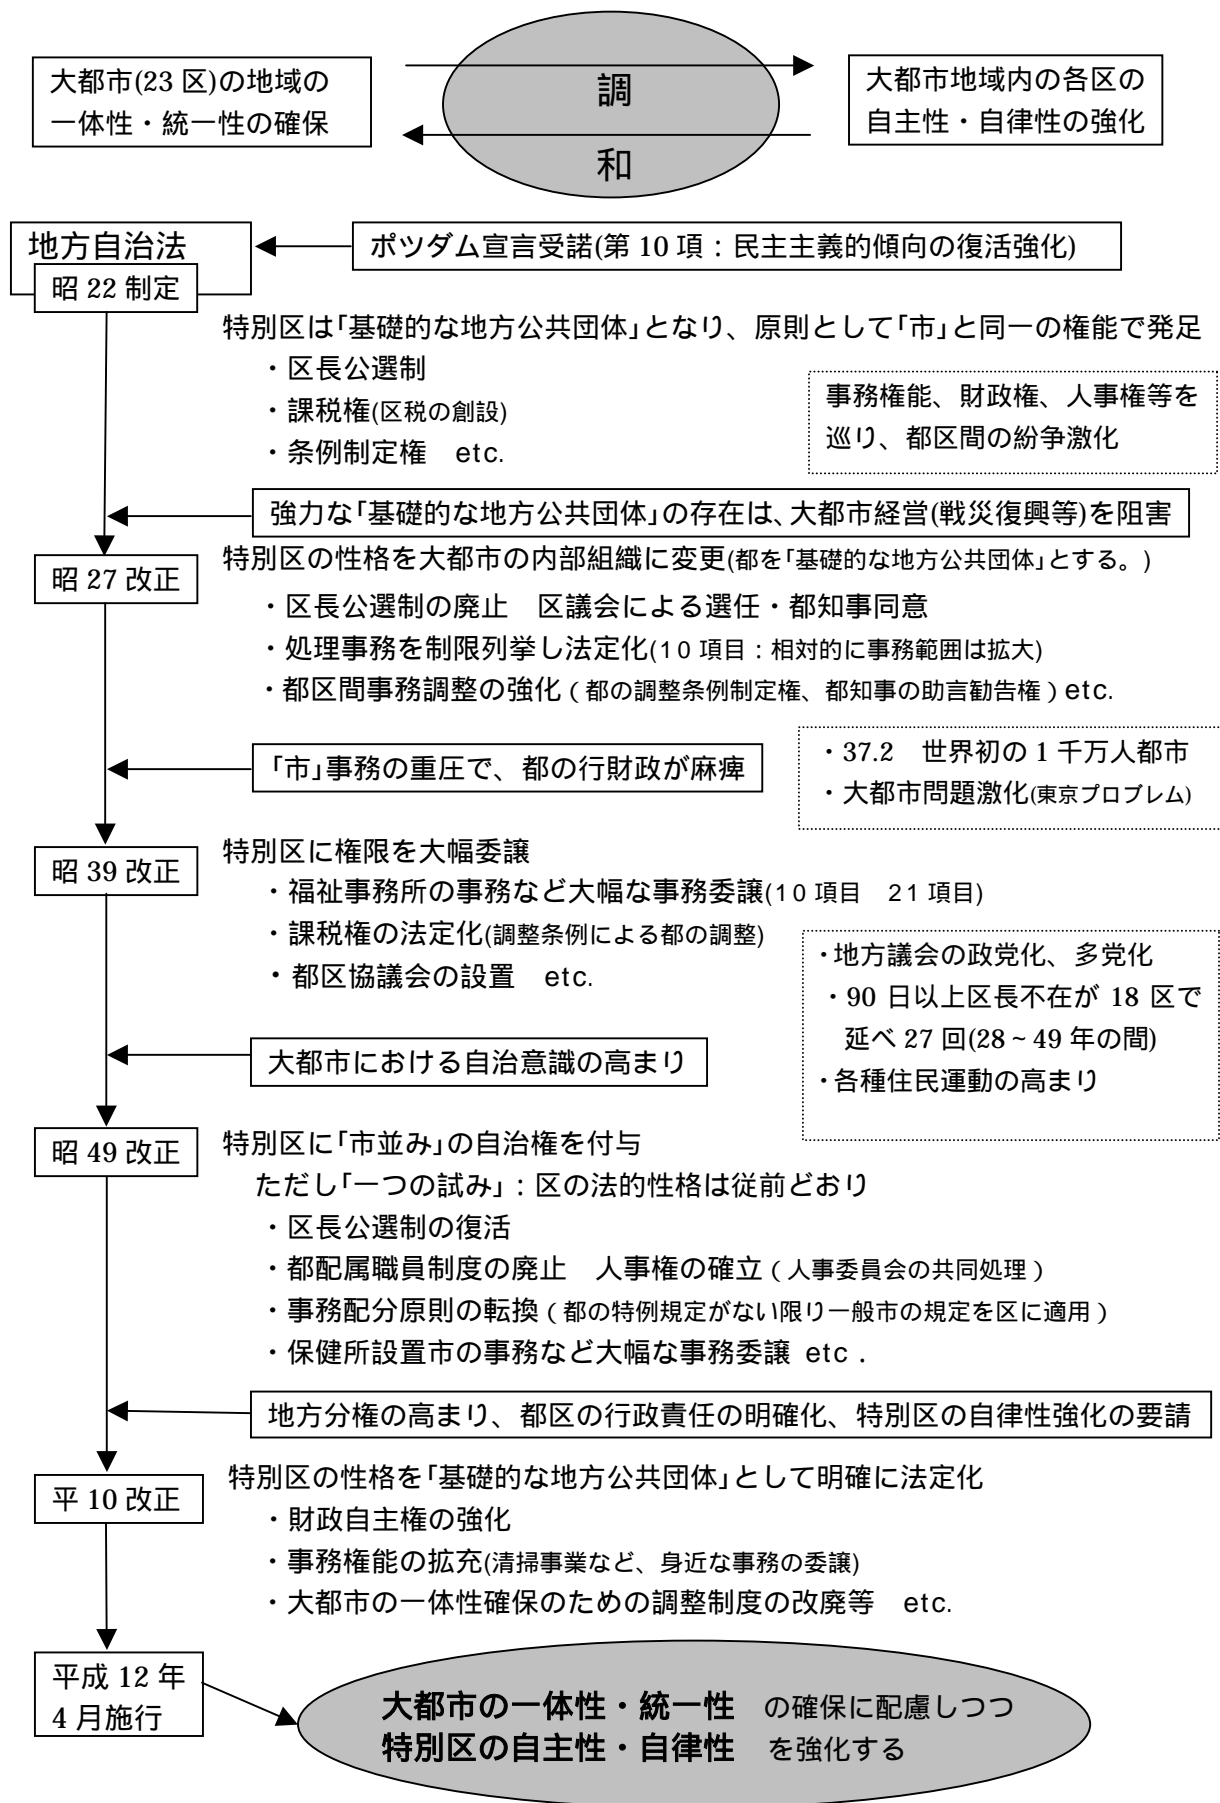 大都市(23区)の地域の
一体性・統一性の確保
調
和
大都市地域内の各区の
自主性・自律性の強化
地方自治法
昭22制定
ポツダム宣言受諾(第10項：民主主義的傾向の復活強化)
特別区は「基礎的な地方公共団体」となり、原則として「市」と同一の権能で発足
・区長公選制
・課税権(区税の創設)
・条例制定権　etc.
事務権能、財政権、人事権等を
巡り、都区間の紛争激化
強力な「基礎的な地方公共団体」の存在は、大都市経営(戦災復興等)を阻害
昭27改正
特別区の性格を大都市の内部組織に変更(都を「基礎的な地方公共団体」とする。)
・区長公選制の廃止　区議会による選任・都知事同意
・処理事務を制限列挙し法定化(10項目：相対的に事務範囲は拡大)
・都区間事務調整の強化（都の調整条例制定権、都知事の助言勧告権）etc.
「市」事務の重圧で、都の行財政が麻痺
・37.2　世界初の1千万人都市
・大都市問題激化(東京プロブレム)
昭39改正
特別区に権限を大幅委譲
・福祉事務所の事務など大幅な事務委譲(10項目　21項目)
・課税権の法定化(調整条例による都の調整)
・都区協議会の設置　etc.
・地方議会の政党化、多党化
・90日以上区長不在が18区で
延べ27回(28～49年の間)
・各種住民運動の高まり
大都市における自治意識の高まり
昭49改正
特別区に「市並み」の自治権を付与
ただし「一つの試み」：区の法的性格は従前どおり
・区長公選制の復活
・都配属職員制度の廃止　人事権の確立（人事委員会の共同処理）
・事務配分原則の転換（都の特例規定がない限り一般市の規定を区に適用）
・保健所設置市の事務など大幅な事務委譲 etc．
地方分権の高まり、都区の行政責任の明確化、特別区の自律性強化の要請
平10改正
特別区の性格を「基礎的な地方公共団体」として明確に法定化
・財政自主権の強化
・事務権能の拡充(清掃事業など、身近な事務の委譲)
・大都市の一体性確保のための調整制度の改廃等　etc.
平成12年
4月施行
大都市の一体性・統一性　の確保に配慮しつつ
特別区の自主性・自律性　を強化する